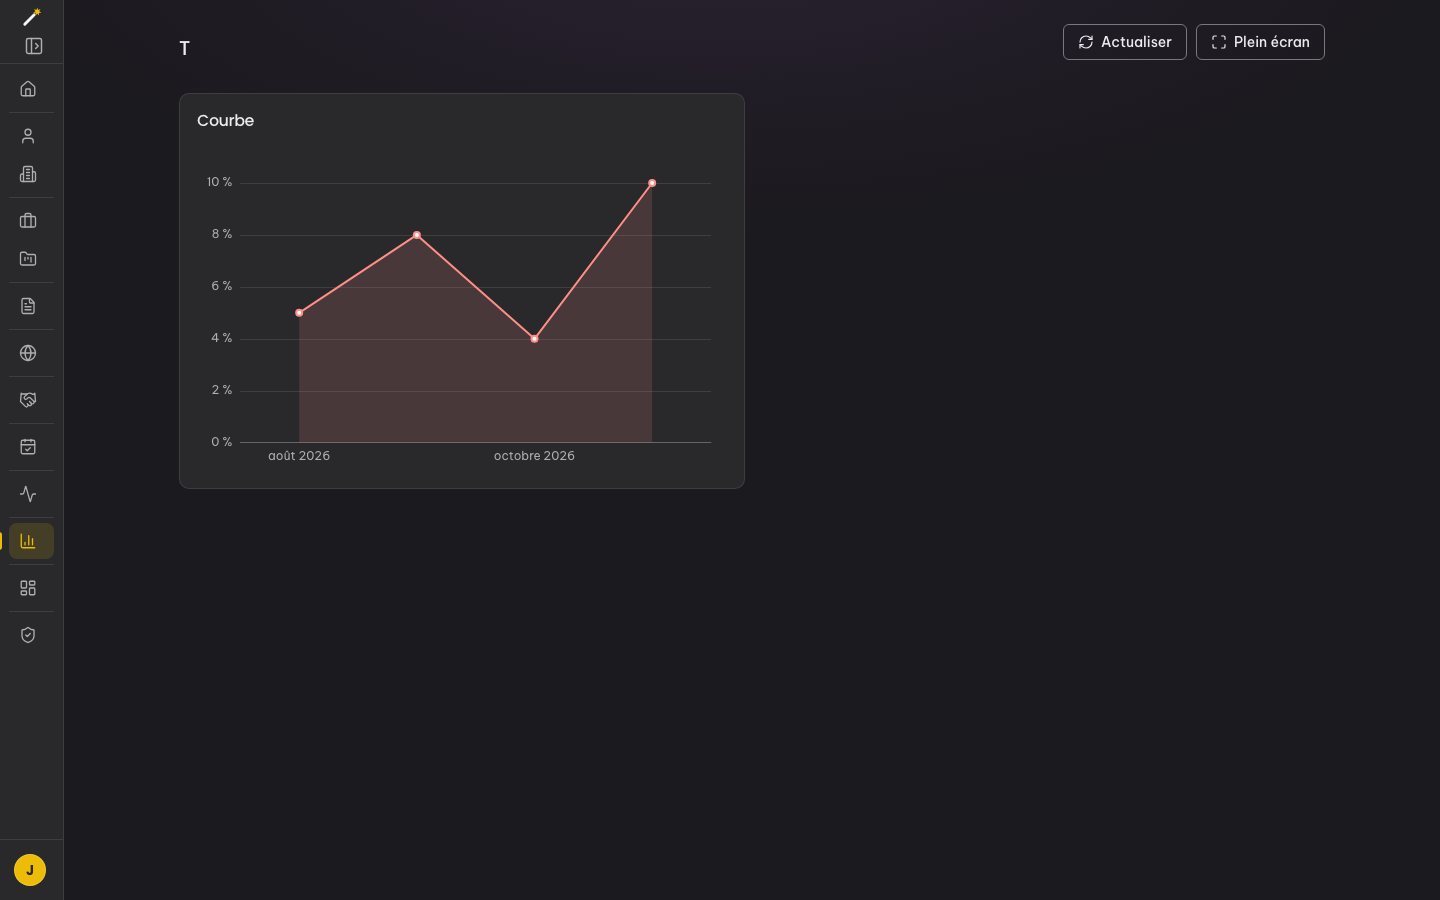 T
Actualiser
Plein écran
Courbe
10 %
8 %
6 %
4 %
2 %
0 %
août 2026
octobre 2026
J